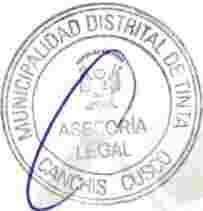 MUNICIPALIDAD DISTRITAL DE TINTA
ASESORÍA
LEGAL
CANCHIS CUSCO